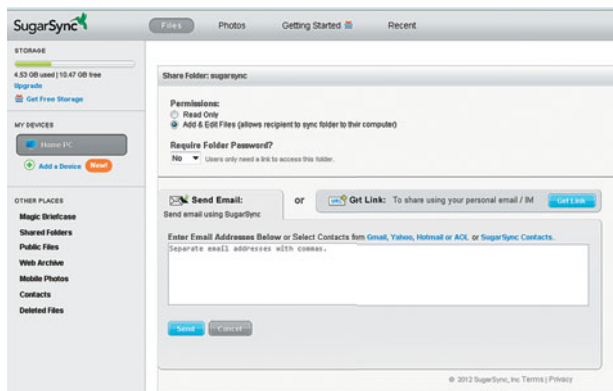 SugarSync
Files Photos Getting Started Recent
STORAGE
4.53 GB used | 10.47 GB free
Upgrade
Get Free Storage
MY DEVICES
Home PC
Add a Device New!
OTHER PLACES
Magic Briefcase
Shared Folders
Public Files
Web Archive
Mobile Photos
Contacts
Deleted Files
Share Folder: sugarsync
Permissions:
Read Only
Add & Edit Files (allows recipient to sync folder to thir computer)
Require Folder Password?
No Users only need a link to access this folder.
Send Email: or Get Link: To share using your personal email / IM Get Link
Send email using SugarSync
Enter Email Addresses Below or Select Contacts fom Gmail, Yahoo, Hotmail or AOL or SugarSync Contacts.
Separate email addresses with commas.
Send Cancel
© 2012 SugarSync, Inc Terms | Privacy